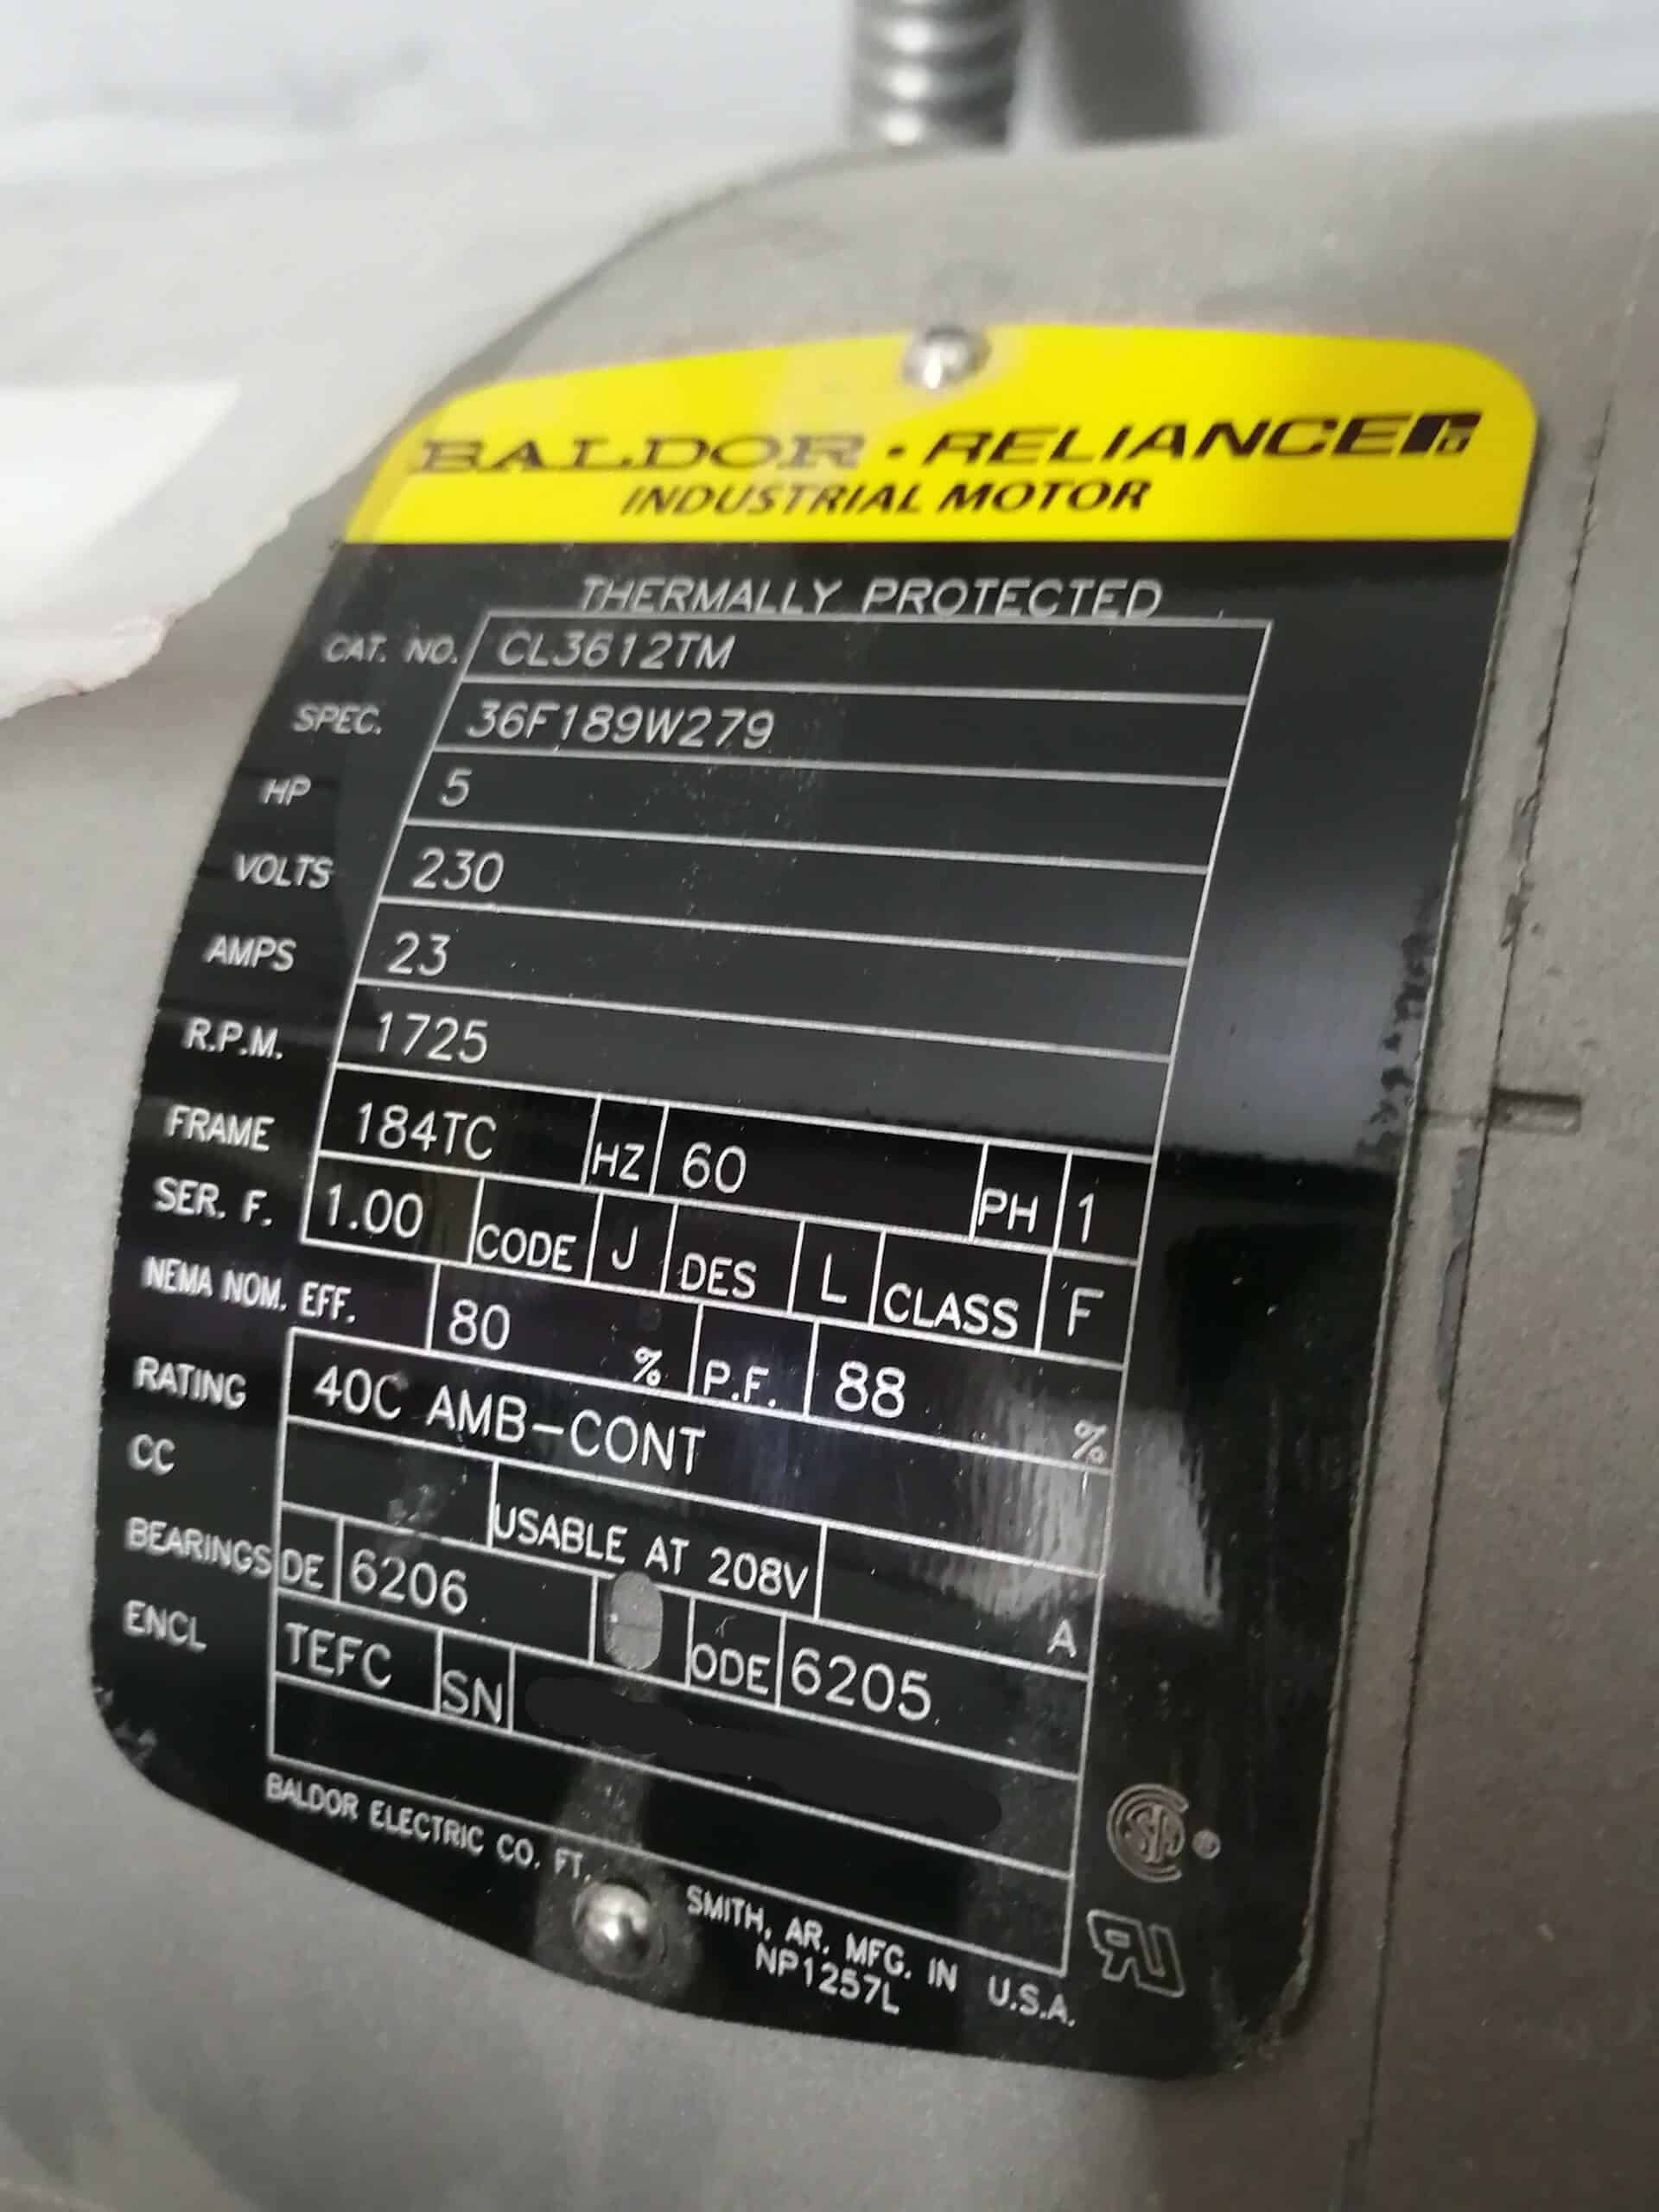 BALDOR • RELIANCE
INDUSTRIAL MOTOR
THERMALLY PROTECTED
CAT. NO. CL3612TM
SPEC. 36F189W279
HP 5
VOLTS 230
AMPS 23
R.P.M. 1725
FRAME 184TC HZ 60 PH 1
SER. F. 1.00 CODE J DES L CLASS F
NEMA NOM. EFF. 80 % P.F. 88 %
RATING 40C AMB-CONT
CC USABLE AT 208V A
BEARINGS DE 6206 ODE 6205
ENCL TEFC SN
BALDOR ELECTRIC CO. FT. SMITH, AR. MFG. IN U.S.A.
NP1257L